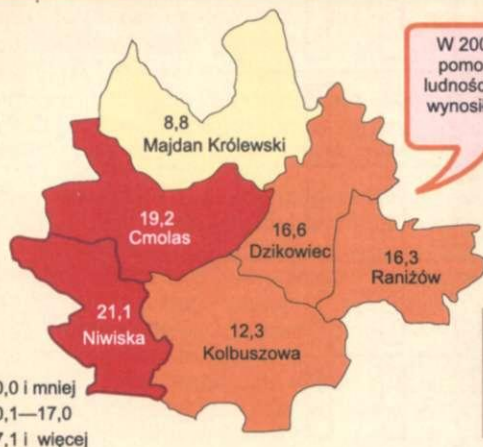 W 200
pomo
ludnośc
wynosił
8,8
Majdan Królewski
19,2
Cmolas
16,6
Dzikowiec
16,3
Raniżów
21,1
Niwiska
12,3
Kolbuszowa
0,0 i mniej
0,1—17,0
7,1 i więcej